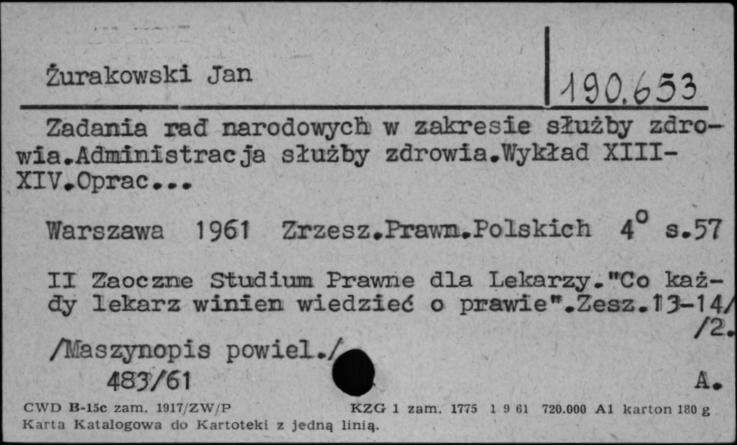 Żurakowski Jan
190.653
Zadania rad narodowych w zakresie służby zdro-
wia.Administracja służby zdrowia.Wykład XIII-
XIV.Oprac...
Warszawa 1961 Zrzesz.Prawn.Polskich 4° s.57
II Zaoczne Studium Prawne dla Lekarzy."Co każ-
dy lekarz winien wiedzieć o prawie".Zesz.13-14/
/2.
/Maszynopis powiel./
483/61 A.
CWD B-15c zam. 1917/ZW/P KZG 1 zam. 1775 1 9 61 720.000 A1 karton 180 g
Karta Katalogowa do Kartoteki z jedną linią.